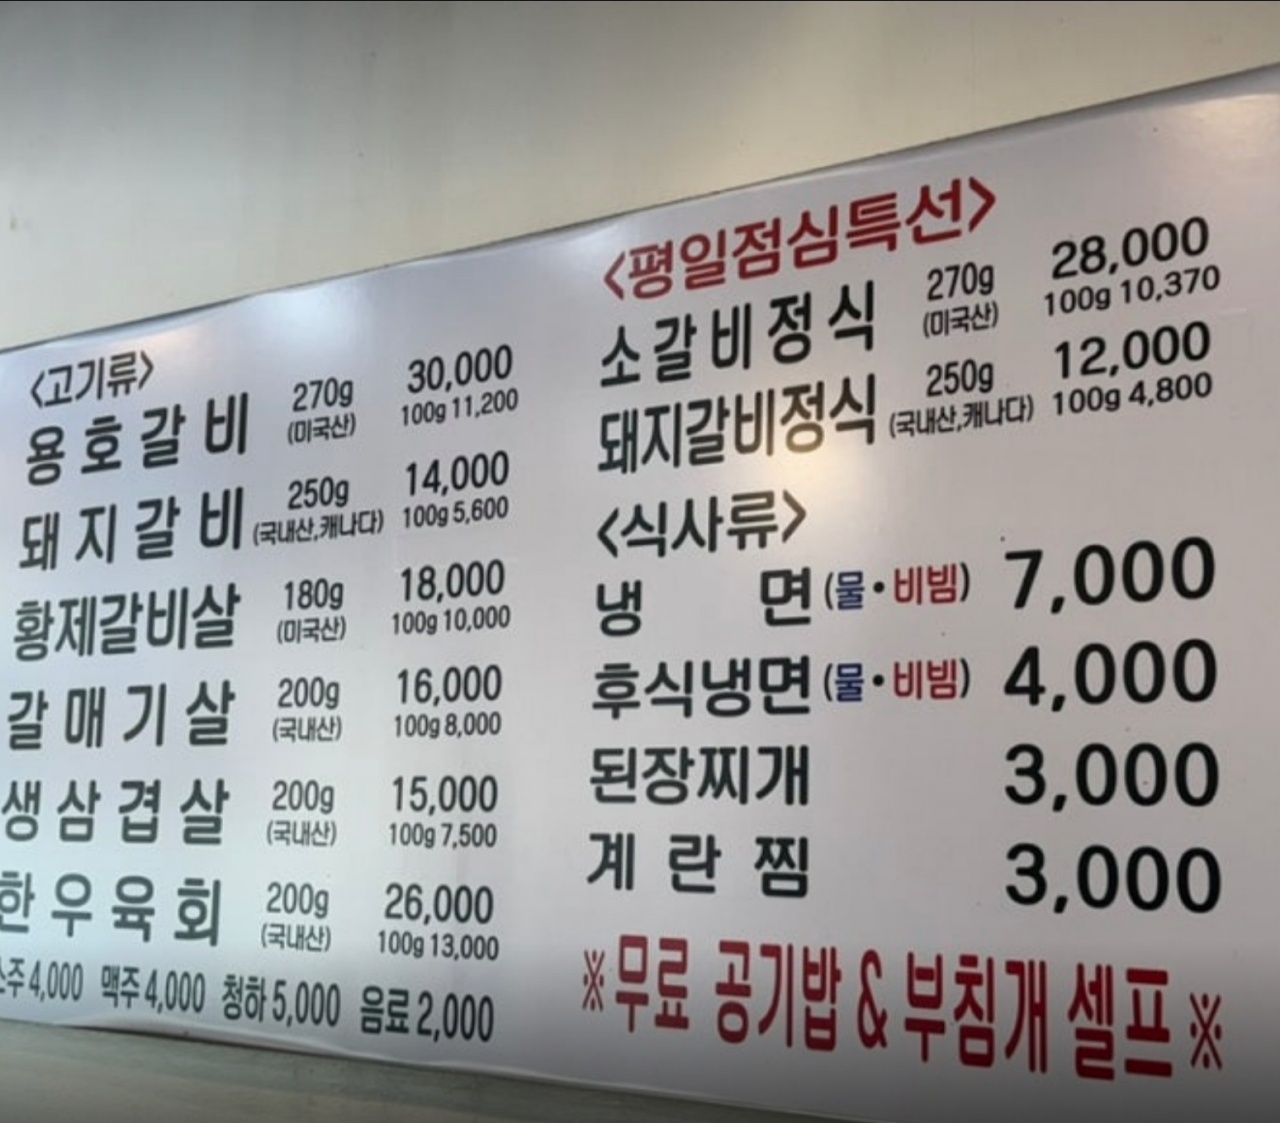 <고기류>
용호갈비 270g 30,000
(미국산) 100g 11,200
돼지갈비 250g 14,000
(국내산,캐나다) 100g 5,600
황제갈비살 180g 18,000
(미국산) 100g 10,000
갈매기살 200g 16,000
(국내산) 100g 8,000
생삼겹살 200g 15,000
(국내산) 100g 7,500
한우육회 200g 26,000
(국내산) 100g 13,000
소주 4,000 맥주 4,000 청하 5,000 음료 2,000
<평일점심특선>
소갈비정식 270g 28,000
(미국산) 100g 10,370
돼지갈비정식 250g 12,000
(국내산,캐나다) 100g 4,800
<식사류>
냉면 (물·비빔) 7,000
후식냉면 (물·비빔) 4,000
된장찌개 3,000
계란찜 3,000
※무료 공기밥 & 부침개 셀프※